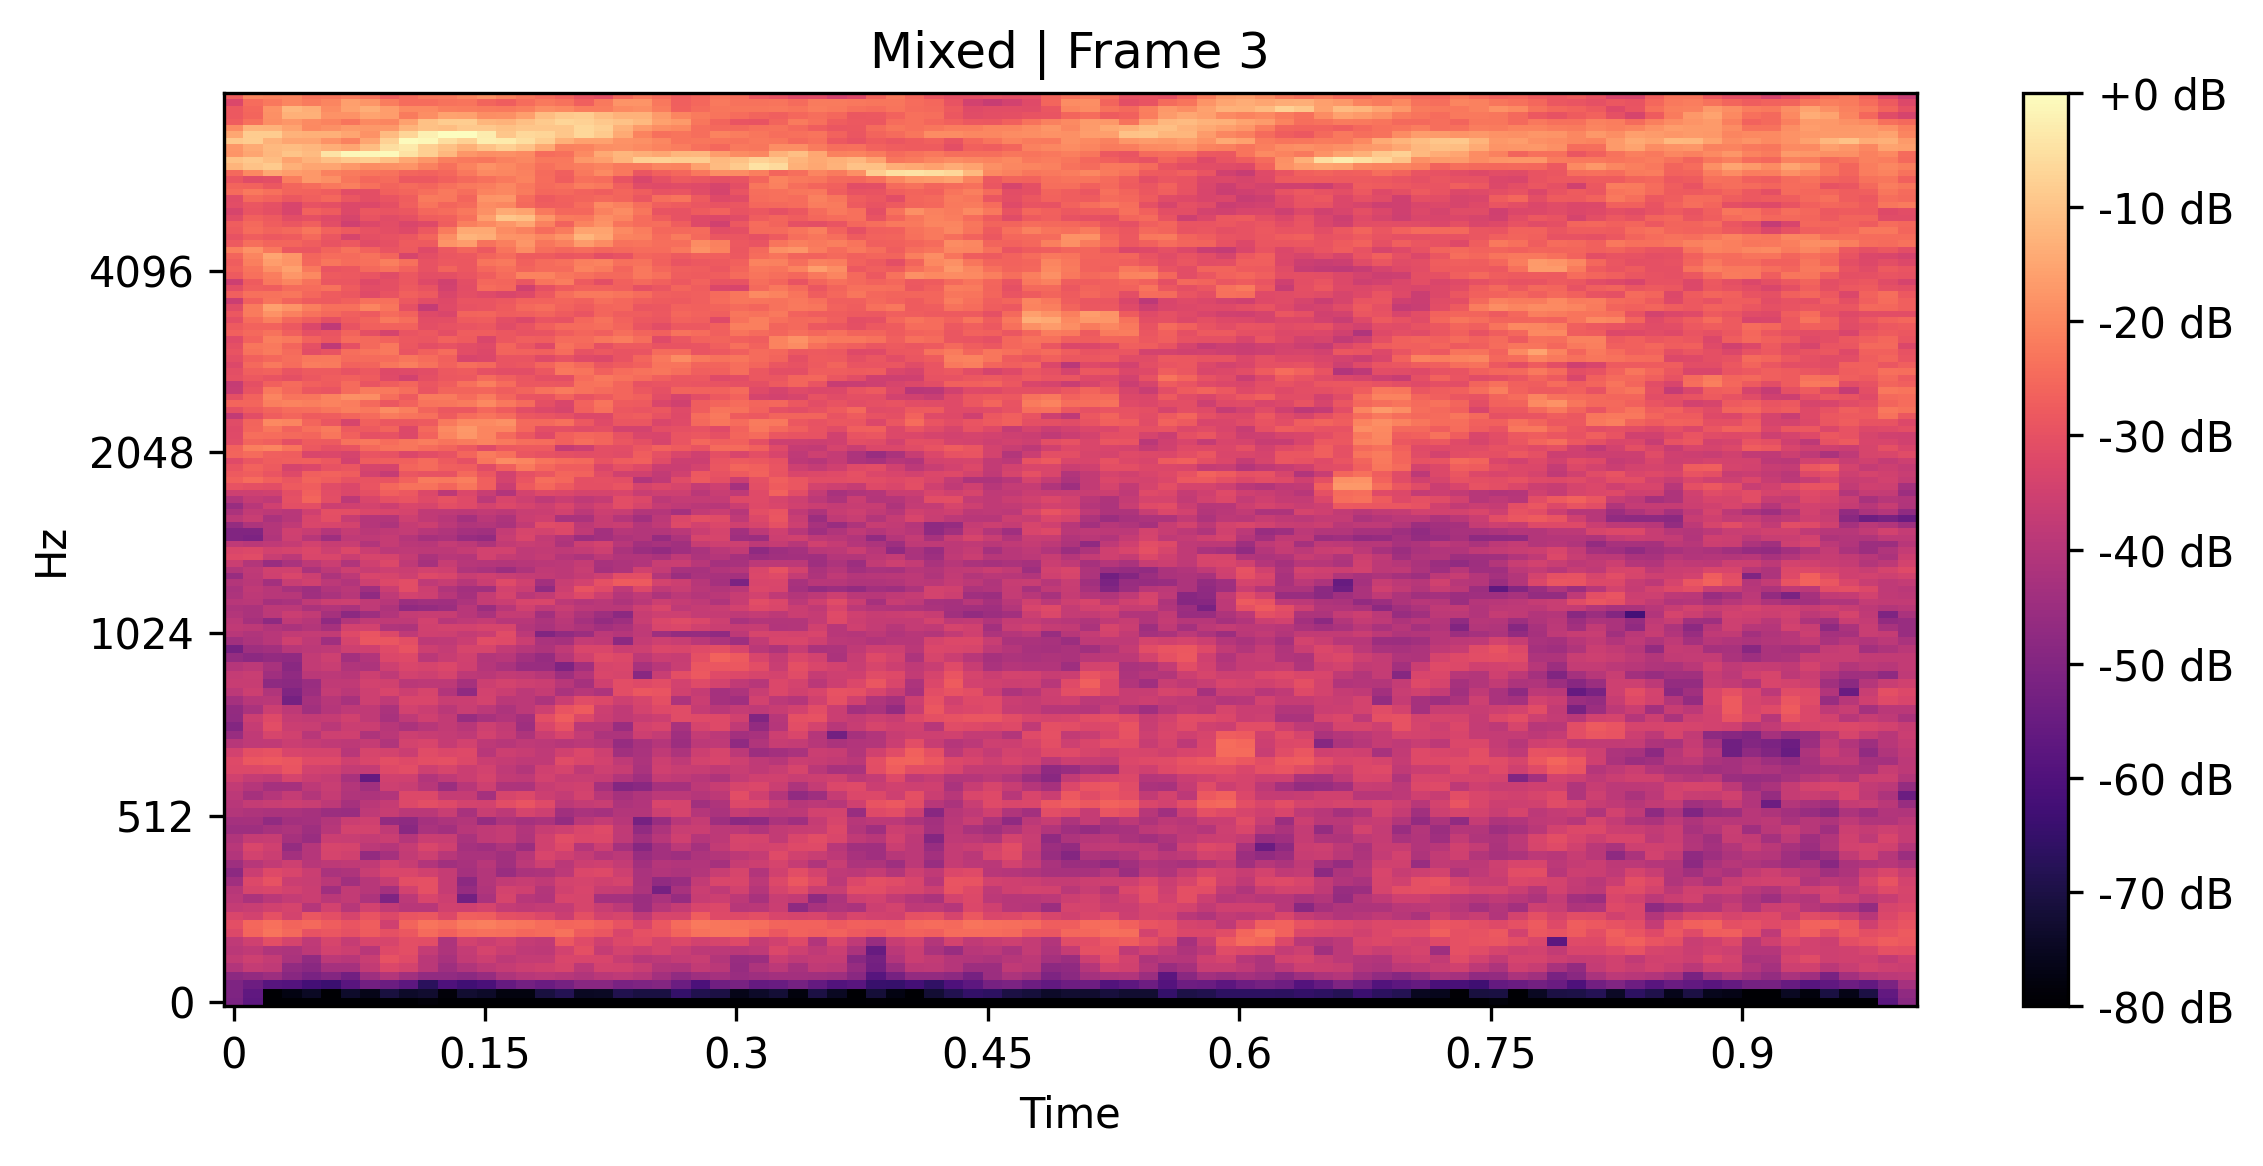 Mixed | Frame 3
+0 dB
-10 dB
-20 dB
-30 dB
-40 dB
-50 dB
-60 dB
-70 dB
-80 dB
Hz
4096
2048
1024
512
0
0 0.15 0.3 0.45 0.6 0.75 0.9
Time